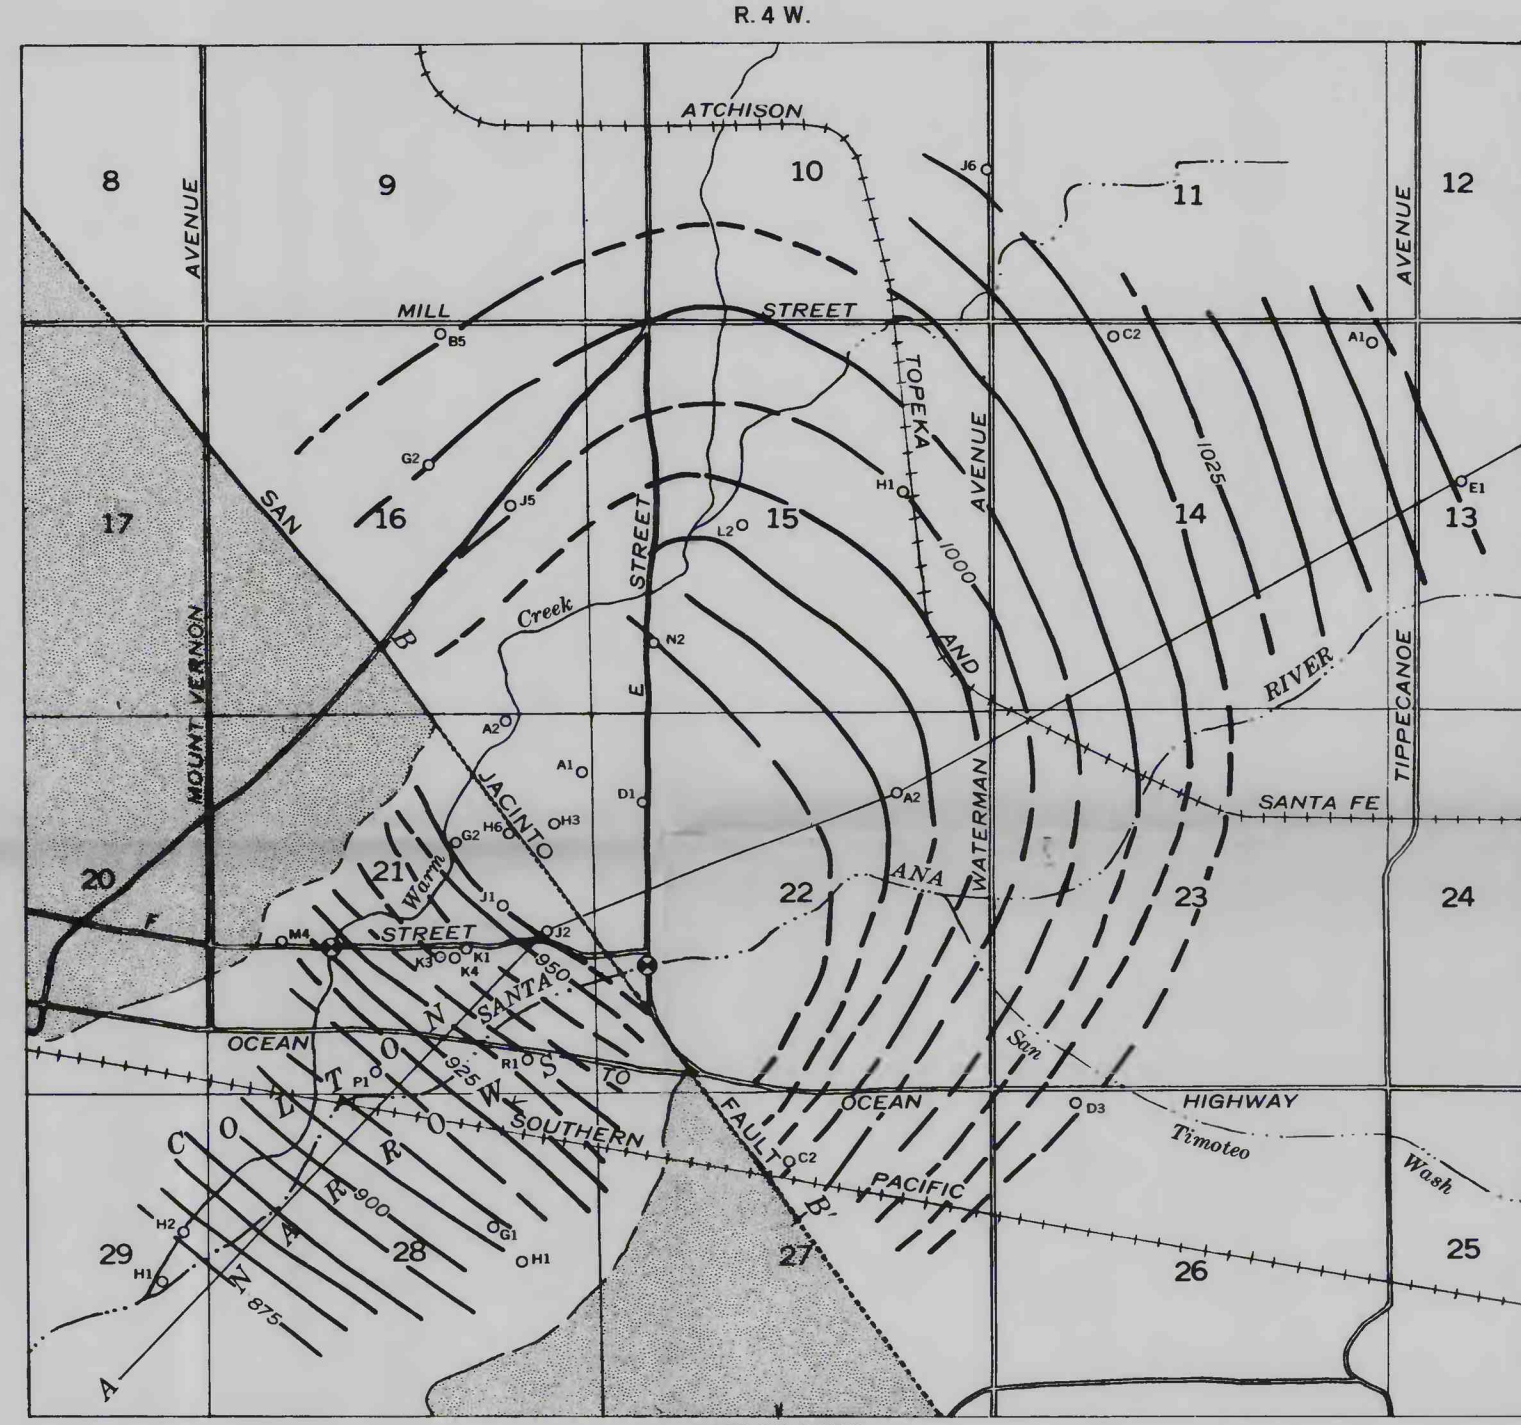 R. 4 W.
ATCHISON
8
9
10
J6
11
12
AVENUE
AVENUE
MILL
STREET
B5
C2
A1
TOPEKA
G2
SAN
J5
17
16
15
L2
H1
AVENUE
14
1025
E1
13
STREET
1000
Creek
B
N2
AND
E
RIVER
MOUNT VERNON
A2
JACINTO
A1
D1
A2
WATERMAN
TIPPECANOE
SANTA FE
G2
H6
H3
20
21
Warm
22
ANA
23
24
J1
F
STREET
M4
K3
K4
K1
J2
950
SANTA
OCEAN
925
R1
TO
P1
San
OCEAN
HIGHWAY
D3
Timoteo
Wash
COLTON
NARROWS
SOUTHERN
FAULT
C2
PACIFIC
B'
900
H2
G1
29
28
H1
27
26
25
H1
875
A